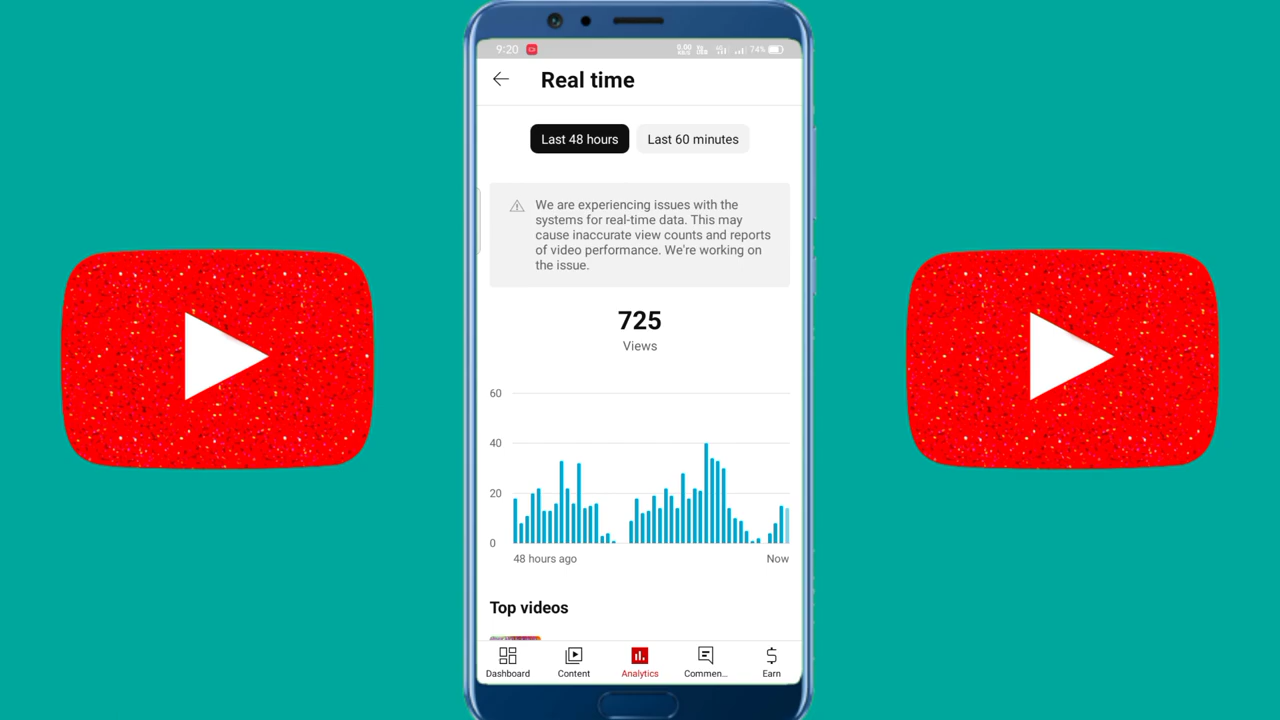 9:20
74%
Real time
Last 48 hours
Last 60 minutes
We are experiencing issues with the
systems for real-time data. This may
cause inaccurate view counts and reports
of video performance. We're working on
the issue.
725
Views
60
40
20
0
48 hours ago
Now
Top videos
Dashboard
Content
Analytics
Commen...
Earn